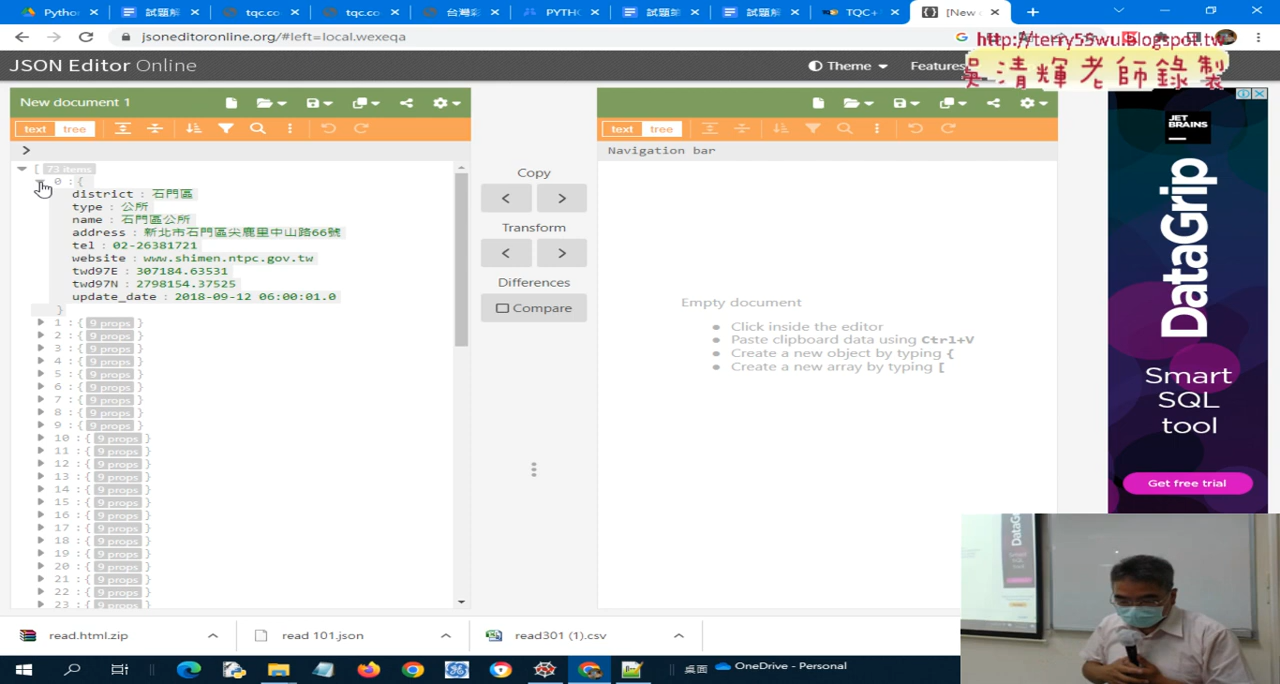 Pytho
試題解
tqc.co
tqc.co
台灣彩
PYTH
試題
試題解
TQC+
[New
jsoneditoronline.org/#left=local.wexeqa
http://terry55wu.blogspot.tw
吳清輝老師錄製
JSON Editor Online
Theme
Features
New document 1
text tree
text tree
>
Navigation bar
[ 73 items
0 : {
district : 石門區
type : 公所
name : 石門區公所
address : 新北市石門區尖鹿里中山路66號
tel : 02-26381721
website : www.shimen.ntpc.gov.tw
twd97E : 307184.63531
twd97N : 2798154.37525
update_date : 2018-09-12 06:00:01.0
}
1 : { 9 props }
2 : { 9 props }
3 : { 9 props }
4 : { 9 props }
5 : { 9 props }
6 : { 9 props }
7 : { 9 props }
8 : { 9 props }
9 : { 9 props }
10 : { 9 props }
11 : { 9 props }
12 : { 9 props }
13 : { 9 props }
14 : { 9 props }
15 : { 9 props }
16 : { 9 props }
17 : { 9 props }
18 : { 9 props }
19 : { 9 props }
20 : { 9 props }
21 : { 9 props }
22 : { 9 props }
23 : { 9 props }
Copy
< >
Transform
< >
Differences
Compare
Empty document
Click inside the editor
Paste clipboard data using Ctrl+V
Create a new object by typing {
Create a new array by typing [
JET
BRAINS
DataGrip
Smart
SQL
tool
Get free trial
DataGrip
read.html.zip
read 101.json
read301 (1).csv
桌面
OneDrive - Personal